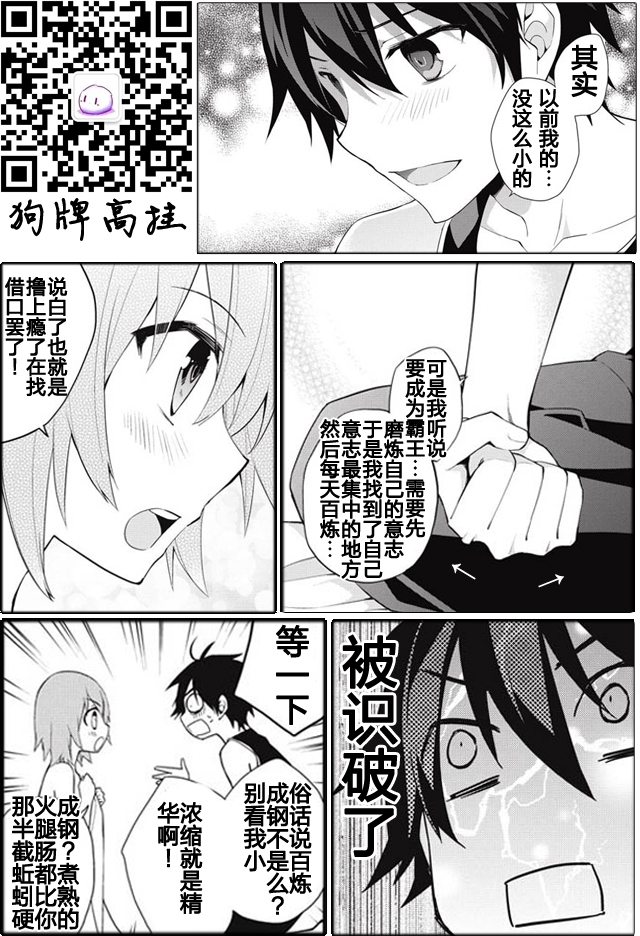 狗牌高挂
其实
以前我的…
没这么小的
可是我听说
要成为霸王…需要先
磨炼自己的意志
于是我找到了自己
意志最集中的地方
然后每天百炼…
说白了也就是
撸上瘾了在找
借口罢了！
被识破了
等一下
俗话说百炼
成钢不是么？
别看我小
浓缩就是精
华啊！
成钢？煮熟的
火腿肠都比你
那半截蚯蚓硬